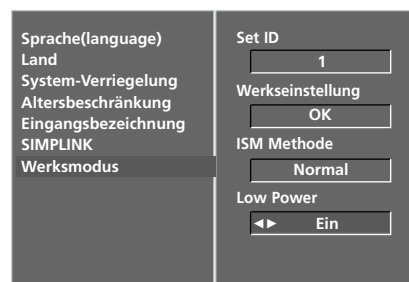 Sprache(language)
Land
System-Verriegelung
Altersbeschränkung
Eingangsbezeichnung
SIMPLINK
Werksmodus
Set ID
1
Werkseinstellung
OK
ISM Methode
Normal
Low Power
◄► Ein